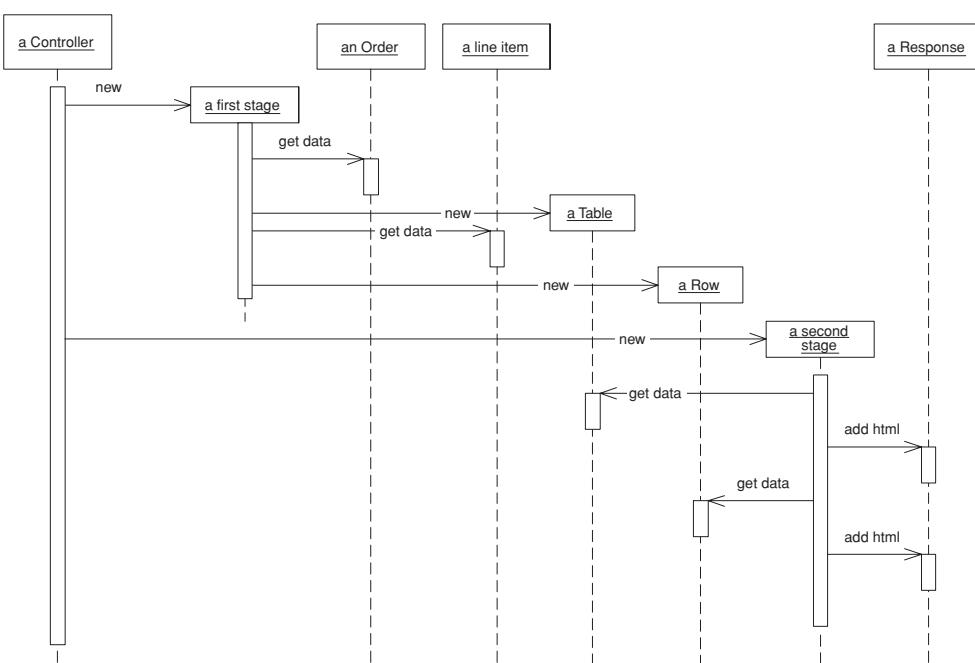 a Controller
an Order
a line item
a Response
new
a first stage
get data
new
a Table
get data
new
a Row
new
a second
stage
get data
add html
get data
add html